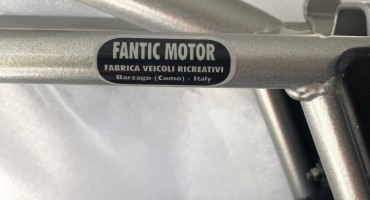 FANTIC MOTOR
FABRICA VEICOLI RICREATIVI
Barzago (Como) - Italy